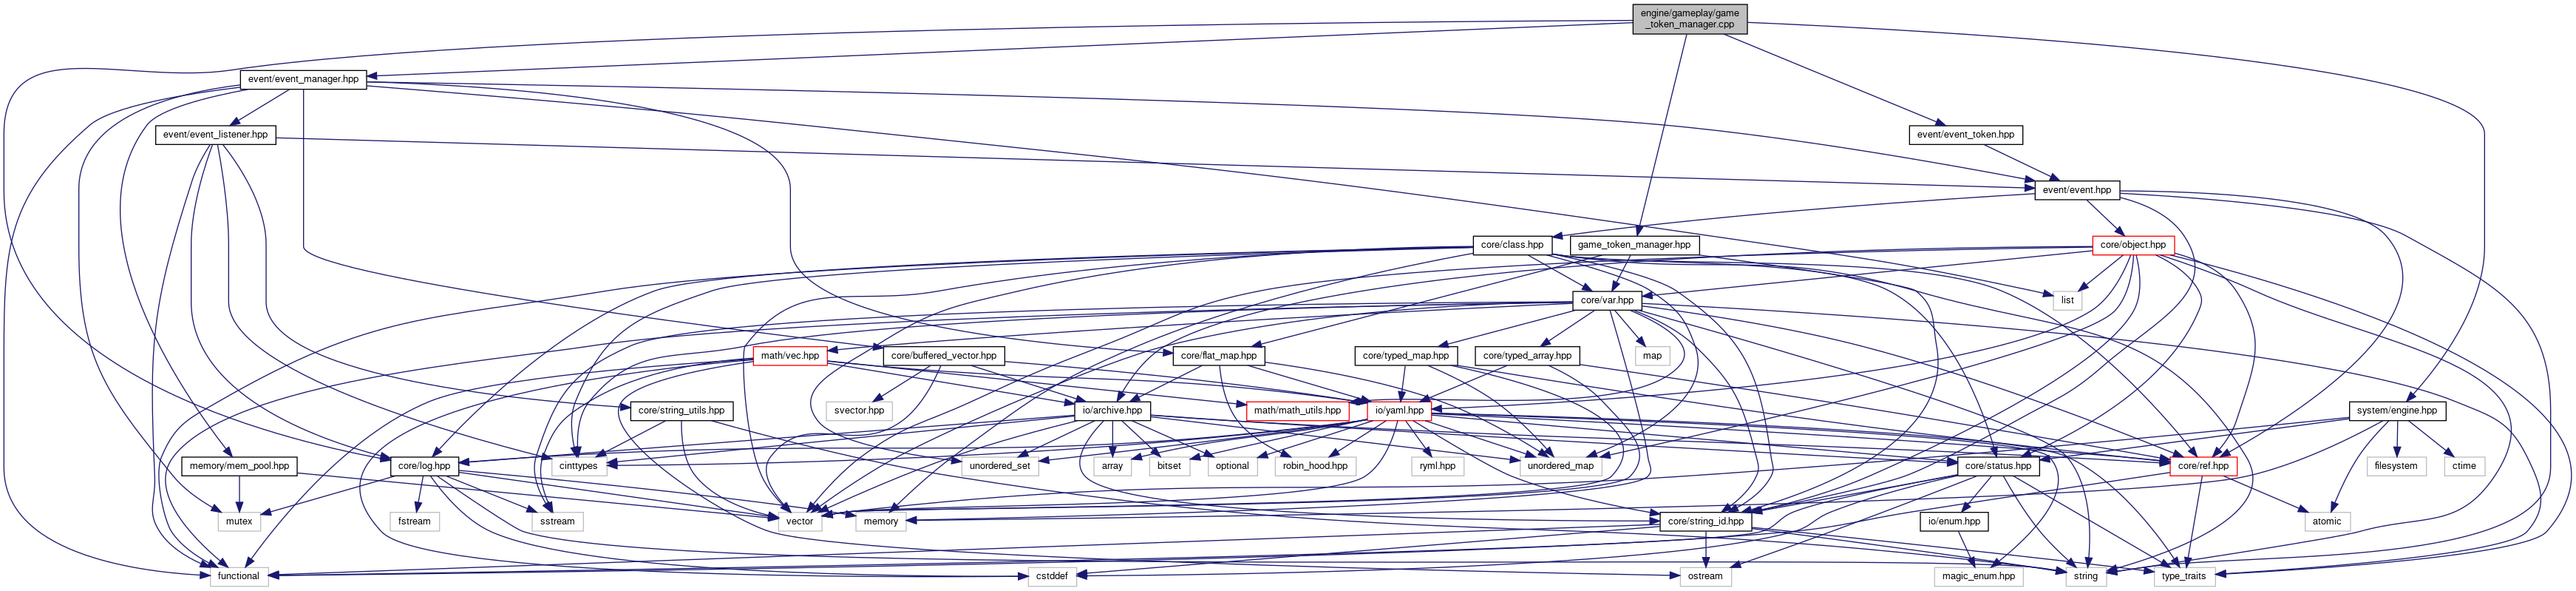 engine/gameplay/game
_token_manager.cpp
event/event_manager.hpp
event/event_listener.hpp
event/event_token.hpp
event/event.hpp
core/class.hpp
game_token_manager.hpp
core/object.hpp
core/var.hpp
list
math/vec.hpp
core/buffered_vector.hpp
core/flat_map.hpp
core/typed_map.hpp
core/typed_array.hpp
map
core/string_utils.hpp
svector.hpp
io/archive.hpp
math/math_utils.hpp
io/yaml.hpp
system/engine.hpp
memory/mem_pool.hpp
core/log.hpp
cinttypes
unordered_set
array
bitset
optional
robin_hood.hpp
ryml.hpp
unordered_map
core/status.hpp
core/ref.hpp
filesystem
ctime
mutex
fstream
sstream
vector
memory
core/string_id.hpp
io/enum.hpp
atomic
functional
cstddef
ostream
magic_enum.hpp
string
type_traits